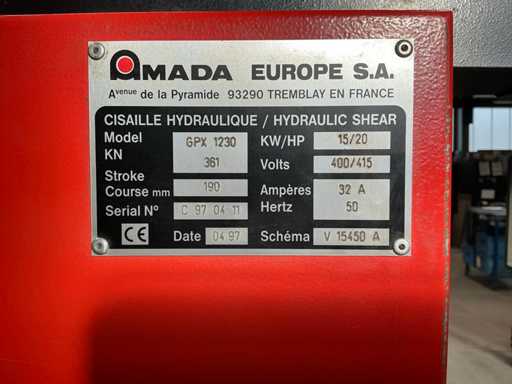 AMADA EUROPE S.A.
Avenue de la Pyramide 93290 TREMBLAY EN FRANCE
CISAILLE HYDRAULIQUE / HYDRAULIC SHEAR
Model GPX 1230 KW/HP 15/20
KN 361 Volts 400/415
Stroke
Course mm 190 Ampères 32 A
Serial Nº C 97 04 11 Hertz 50
CE Date 04.97 Schéma V 15450 A